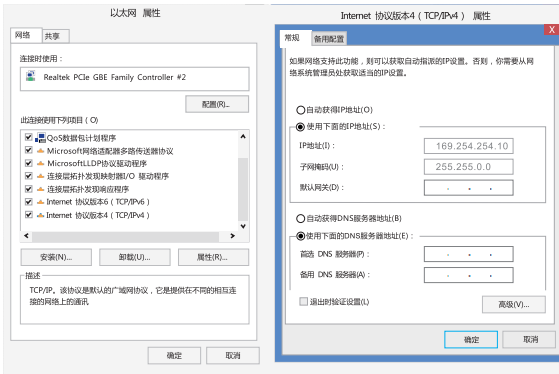 以太网 属性
网络 共享
连接时使用：
Realtek PCIe GBE Family Controller #2
配置(R)...
此连接使用下列项目（O)
QoS数据包计划程序
Microsoft网络适配器多路传送器协议
MicrosoftLLDP协议驱动程序
连接层拓扑发现映射器I/O 驱动程序
连接层拓扑发现响应程序
Internet 协议版本6（TCP/IPv6）
Internet 协议版本4（TCP/IPv4）
安装(N)... 卸载(U)... 属性(R)...
描述
TCP/IP。该协议是默认的广域网协议，它是提供在不同的相互连
接的网络上的通讯
确定 取消
Internet 协议版本4（TCP/IPv4） 属性
X
常规 备用配置
如果网络支持此功能，则可以获取自动指派的IP设置。否则，你需要从网
络系统管理员处获取适当的IP设置。
自动获得IP地址(O)
使用下面的IP地址(S)：
IP地址(I)： 169.254.254.10
子网掩码(U)： 255.255.0.0
默认网关(D)：
自动获得DNS服务器地址(B)
使用下面的DNS服务器地址(E)：
首选 DNS 服务器(P)：
备用 DNS 服务器(A)：
退出时验证设置(L)
高级(V)...
确定 取消